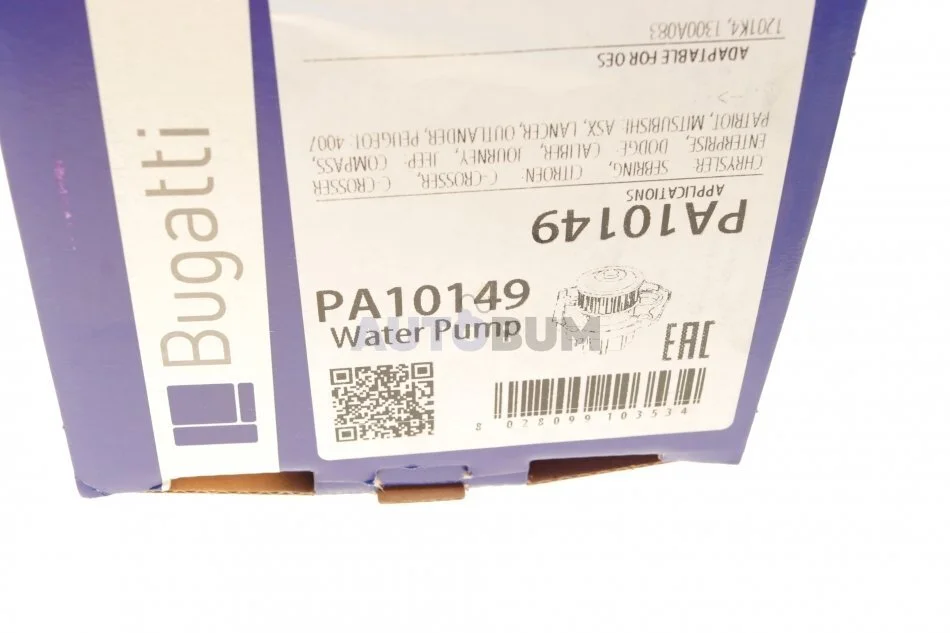 Bugatti
1201K4, 1300A083
ADAPTABLE FOR OES
PATRIOT, MITSUBISHI: ASX, LANCER, OUTLANDER, PEUGEOT: 4007
ENTERPRISE, DODGE: CALIBER, JOURNEY, JEEP: COMPASS,
CHRYSLER: SEBRING, CITROEN: C-CROSSER, C-CROSSER
APPLICATIONS
PA10149
PA10149
Water Pump
AUTOBUM
EAC
8 028099 103534